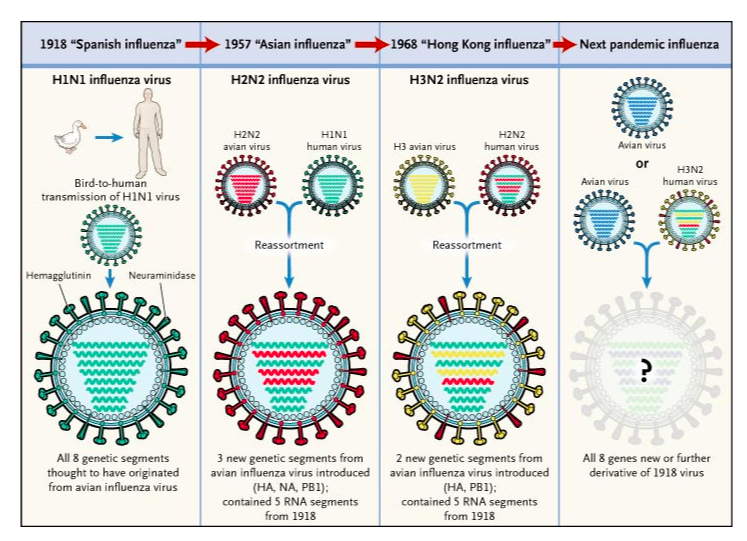 1918 “Spanish influenza”
1957 “Asian influenza”
1968 “Hong Kong influenza”
Next pandemic influenza
H1N1 influenza virus
Bird-to-human
transmission of H1N1 virus
Hemagglutinin
Neuraminidase
All 8 genetic segments
thought to have originated
from avian influenza virus
H2N2 influenza virus
H2N2
avian virus
H1N1
human virus
Reassortment
3 new genetic segments from
avian influenza virus introduced
(HA, NA, PB1);
contained 5 RNA segments
from 1918
H3N2 influenza virus
H3 avian virus
H2N2
human virus
Reassortment
2 new genetic segments from
avian influenza virus introduced
(HA, PB1);
contained 5 RNA segments
from 1918
Avian virus
or
Avian virus
H3N2
human virus
?
All 8 genes new or further
derivative of 1918 virus